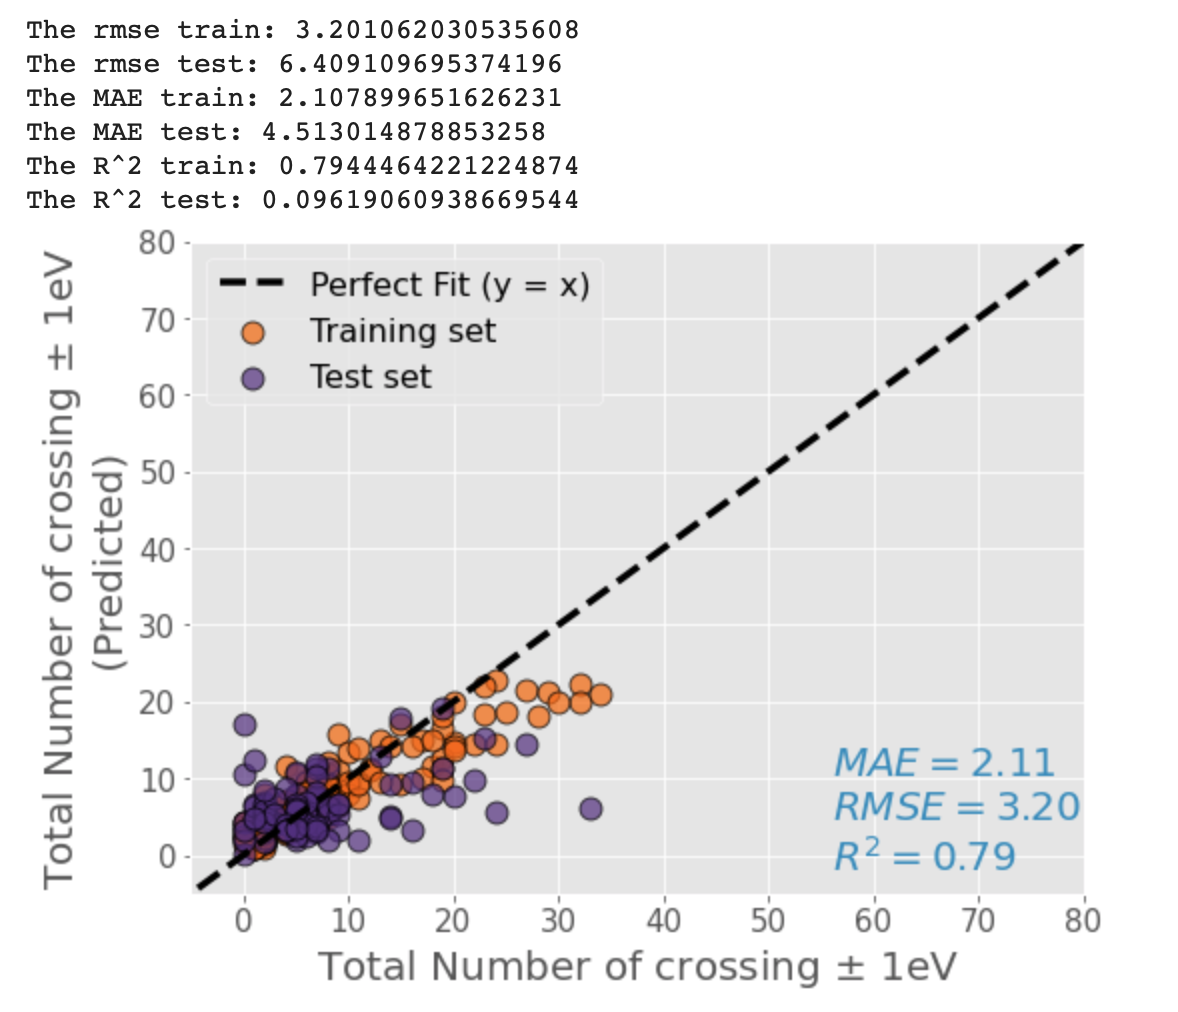 The rmse train: 3.201062030535608
The rmse test: 6.409109695374196
The MAE train: 2.107899651626231
The MAE test: 4.513014878853258
The R^2 train: 0.7944464221224874
The R^2 test: 0.09619060938669544
Total Number of crossing ± 1eV
(Predicted)
80
70
60
50
40
30
20
10
0
Perfect Fit (y = x)
Training set
Test set
MAE = 2.11
RMSE = 3.20
R² = 0.79
0 10 20 30 40 50 60 70 80
Total Number of crossing ± 1eV